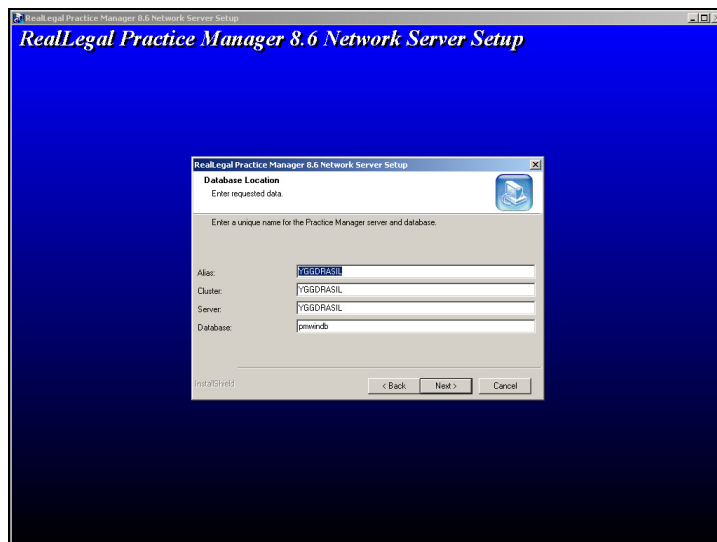 RealLegal Practice Manager 8.6 Network Server Setup
RealLegal Practice Manager 8.6 Network Server Setup
RealLegal Practice Manager 8.6 Network Server Setup
Database Location
Enter requested data.
Enter a unique name for the Practice Manager server and database.
Alias: YGGDRASIL
Cluster: YGGDRASIL
Server: YGGDRASIL
Database: pmwindb
InstallShield
< Back Next > Cancel